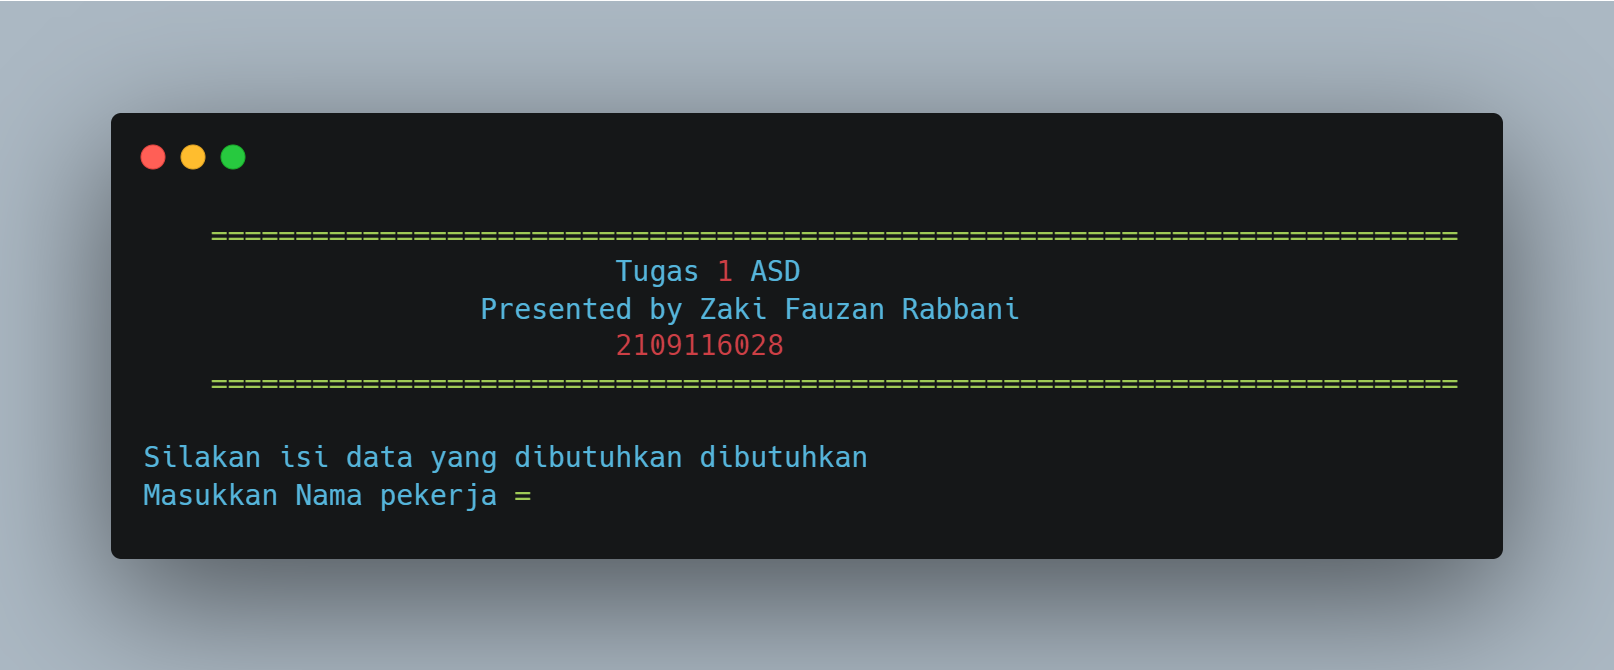 ==========================================================================
Tugas 1 ASD
Presented by Zaki Fauzan Rabbani
2109116028
==========================================================================
Silakan isi data yang dibutuhkan dibutuhkan
Masukkan Nama pekerja =